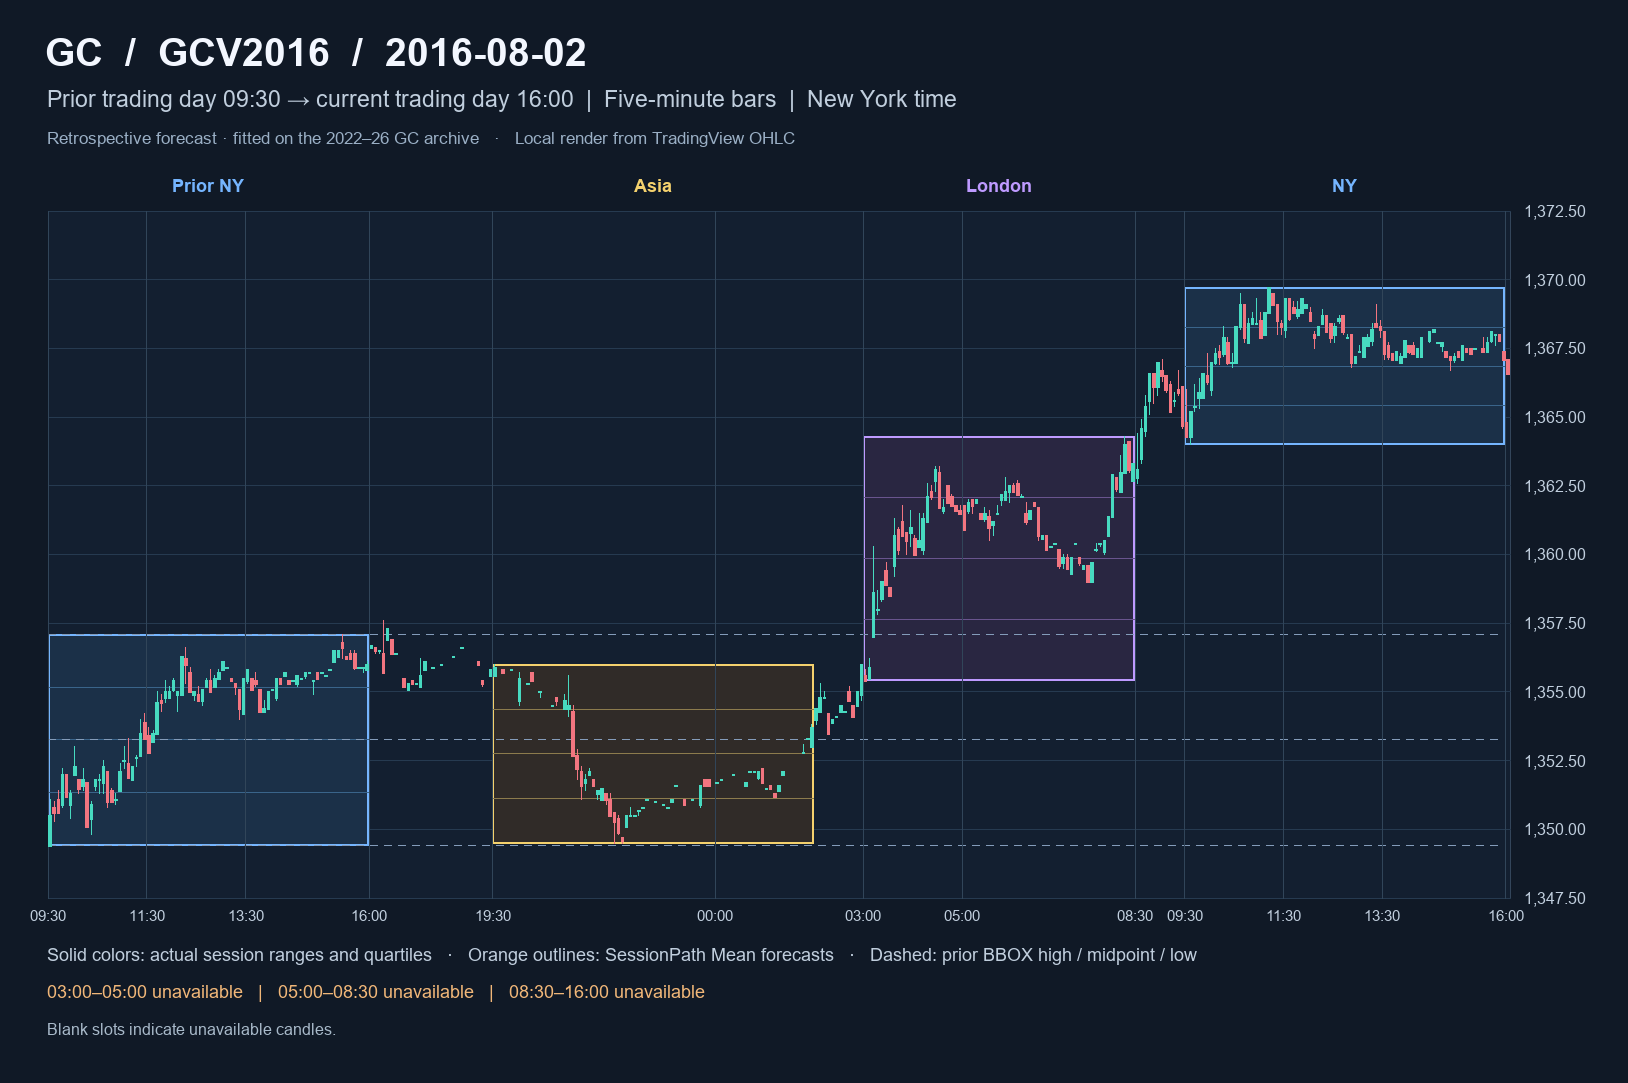 GC / GCV2016 / 2016-08-02
Prior trading day 09:30 → current trading day 16:00 | Five-minute bars | New York time
Retrospective forecast · fitted on the 2022–26 GC archive · Local render from TradingView OHLC
Prior NY
Asia
London
NY
1,372.50
1,370.00
1,367.50
1,365.00
1,362.50
1,360.00
1,357.50
1,355.00
1,352.50
1,350.00
1,347.50
09:30
11:30
13:30
16:00
19:30
00:00
03:00
05:00
08:30
09:30
11:30
13:30
16:00
Solid colors: actual session ranges and quartiles · Orange outlines: SessionPath Mean forecasts · Dashed: prior BBOX high / midpoint / low
03:00–05:00 unavailable | 05:00–08:30 unavailable | 08:30–16:00 unavailable
Blank slots indicate unavailable candles.